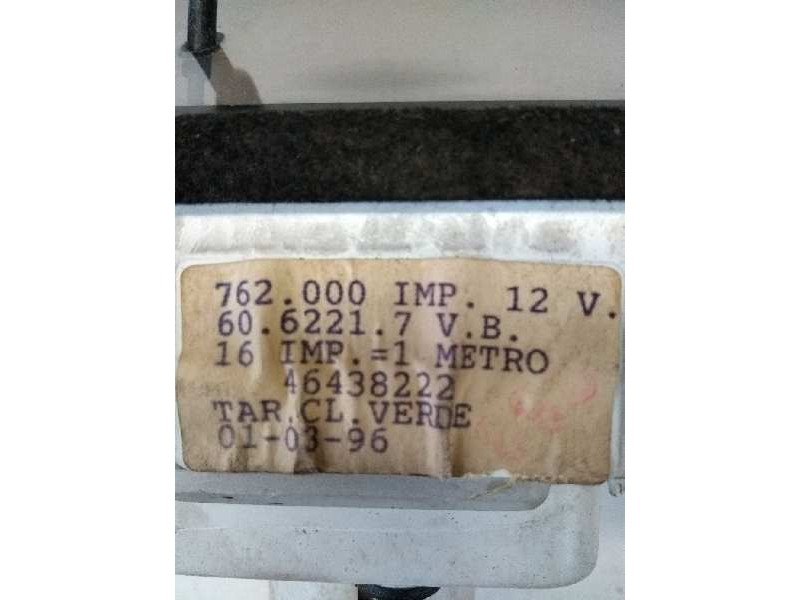 762.000 IMP. 12 V.
60.6221.7 V.B.
16 IMP.=1 METRO
46438222
TAR.CL.VERDE
01-03-96